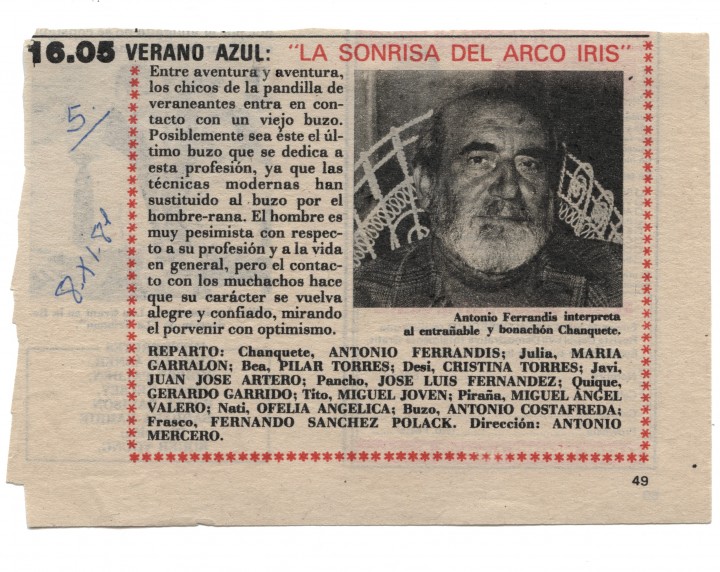 16.05 VERANO AZUL: "LA SONRISA DEL ARCO IRIS"
Entre aventura y aventura,
los chicos de la pandilla de
veraneantes entra en con-
tacto con un viejo buzo.
Posiblemente sea éste el úl-
timo buzo que se dedica a
esta profesión, ya que las
técnicas modernas han
sustituido al buzo por el
hombre-rana. El hombre es
muy pesimista con respec-
to a su profesión y a la vida
en general, pero el contac-
to con los muchachos hace
que su carácter se vuelva
alegre y confiado, mirando
el porvenir con optimismo.
Antonio Ferrandis interpreta
al entrañable y bonachón Chanquete.
REPARTO: Chanquete, ANTONIO FERRANDIS; Julia, MARIA
GARRALON; Bea, PILAR TORRES; Desi, CRISTINA TORRES; Javi,
JUAN JOSE ARTERO; Pancho, JOSE LUIS FERNANDEZ; Quique,
GERARDO GARRIDO; Tito, MIGUEL JOVEN; Piraña, MIGUEL ANGEL
VALERO; Nati, OFELIA ANGELICA; Buzo, ANTONIO COSTAFREDA;
Frasco, FERNANDO SANCHEZ POLACK. Dirección: ANTONIO
MERCERO.
49
5